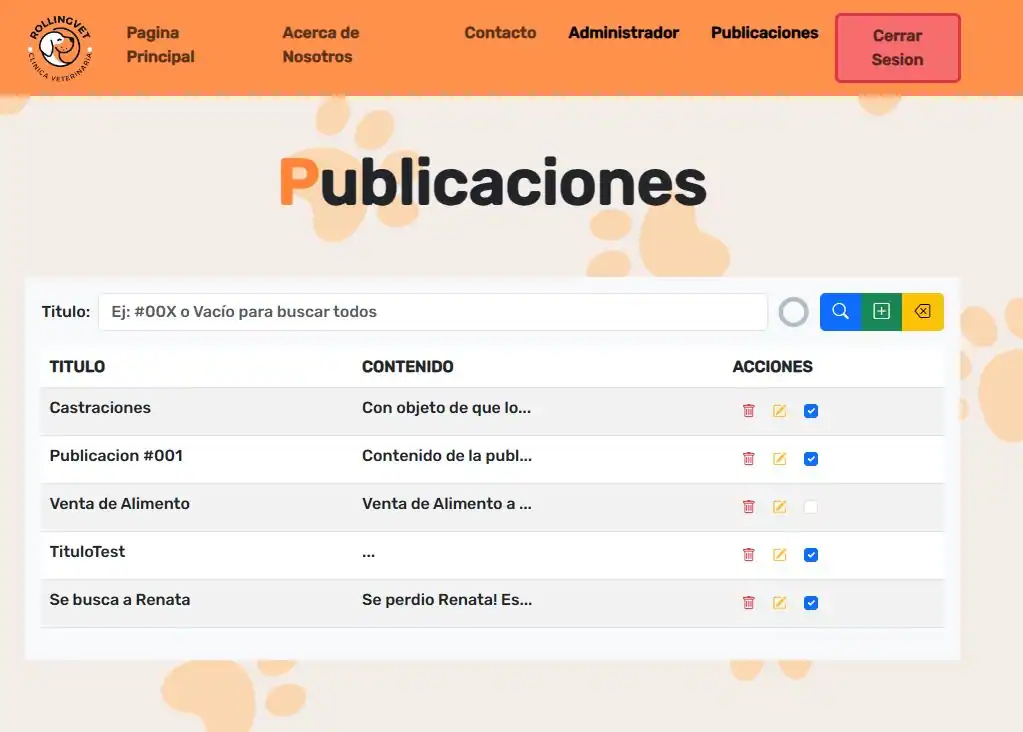 ROLLINGVET
CLINICA VETERINARIA
Pagina
Principal
Acerca de
Nosotros
Contacto
Administrador
Publicaciones
Cerrar
Sesion
Publicaciones
Titulo:
Ej: #00X o Vacío para buscar todos
TITULO CONTENIDO ACCIONES
Castraciones Con objeto de que lo...
Publicacion #001 Contenido de la publ...
Venta de Alimento Venta de Alimento a ...
TituloTest ...
Se busca a Renata Se perdio Renata! Es...